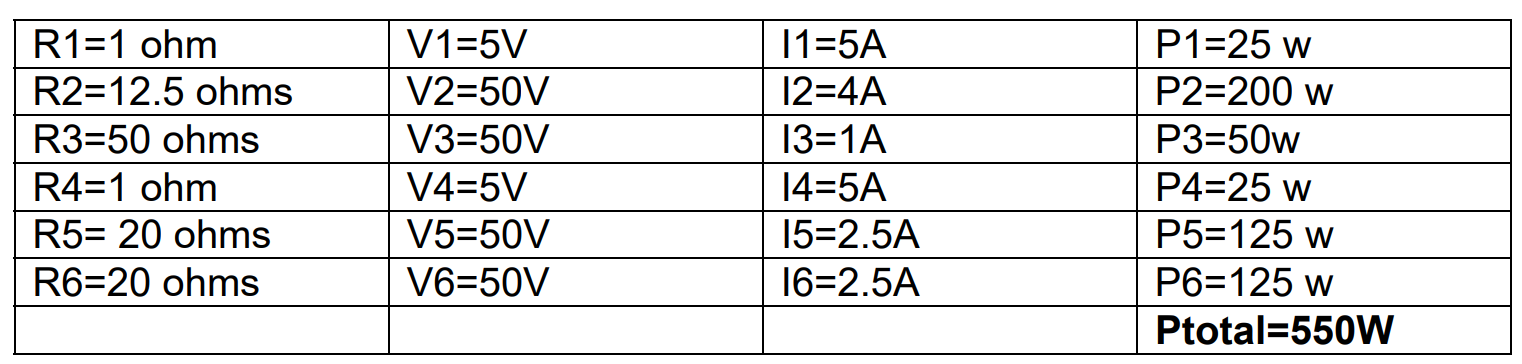 R1=1 ohm V1=5V I1=5A P1=25 w
R2=12.5 ohms V2=50V I2=4A P2=200 w
R3=50 ohms V3=50V I3=1A P3=50w
R4=1 ohm V4=5V I4=5A P4=25 w
R5= 20 ohms V5=50V I5=2.5A P5=125 w
R6=20 ohms V6=50V I6=2.5A P6=125 w
Ptotal=550W